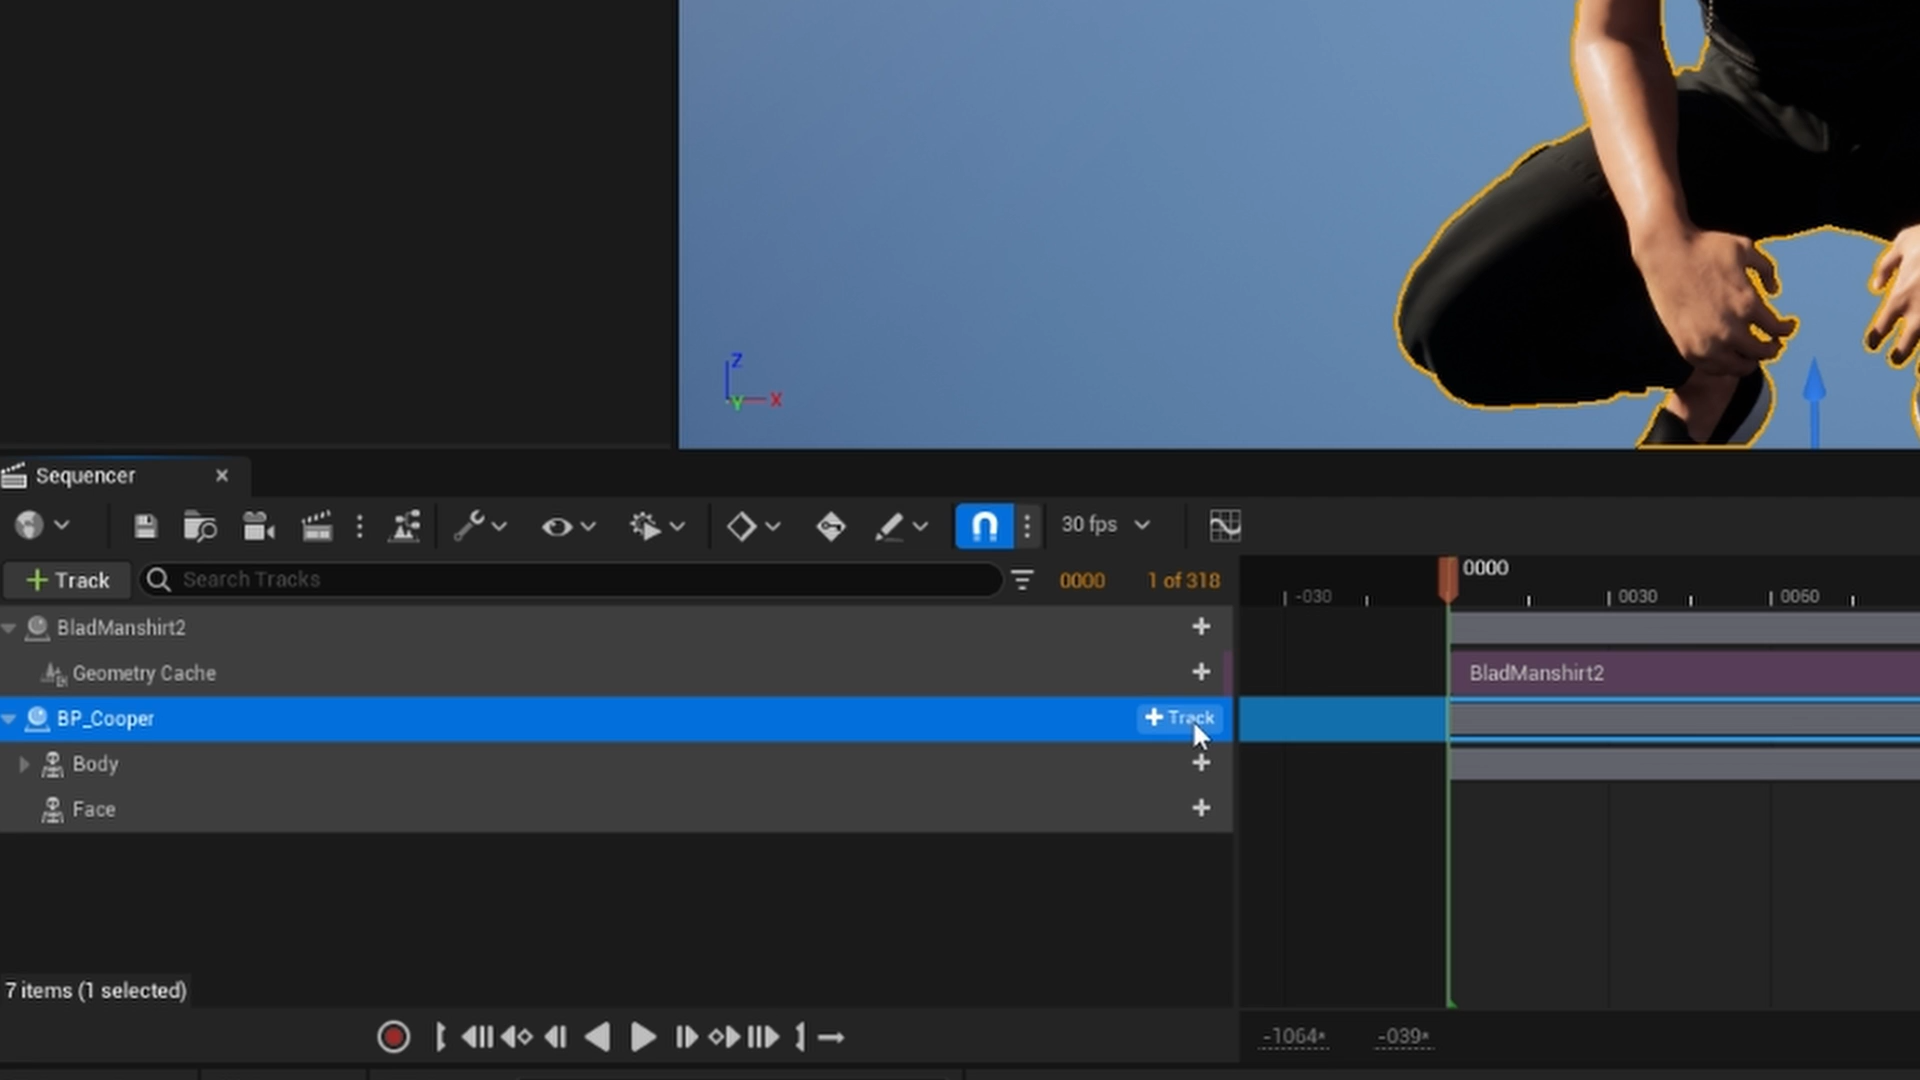 Z
Y X
Sequencer
30 fps
Track
Search Tracks
0000
1 of 318
0000
-030
0030
0060
BladManshirt2
Geometry Cache
BladManshirt2
BP_Cooper
Track
Body
Face
7 items (1 selected)
-1064*
-039*